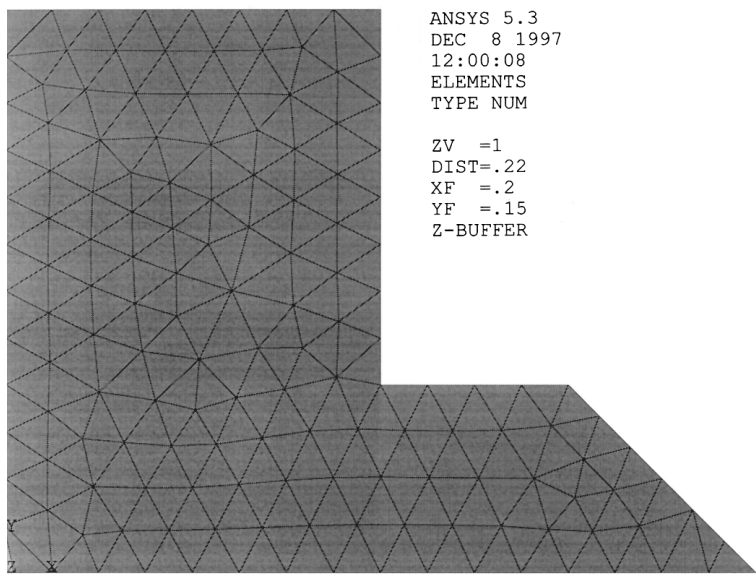 ANSYS 5.3
DEC 8 1997
12:00:08
ELEMENTS
TYPE NUM
ZV =1
DIST=.22
XF =.2
YF =.15
Z-BUFFER
Y
Z X